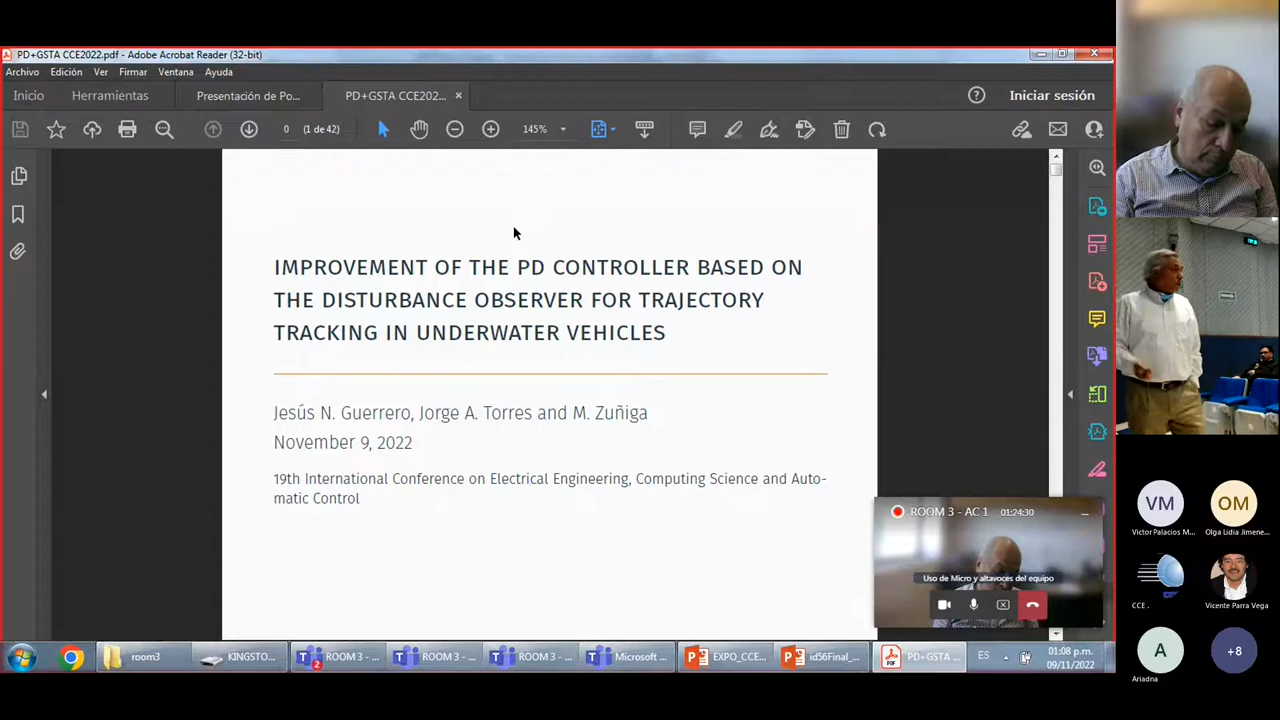 PD+GSTA CCE2022.pdf - Adobe Acrobat Reader (32-bit)
Archivo Edición Ver Firmar Ventana Ayuda
Inicio Herramientas Presentación de Po... PD+GSTA CCE202... × Iniciar sesión
0 (1 de 42) 145%
IMPROVEMENT OF THE PD CONTROLLER BASED ON
THE DISTURBANCE OBSERVER FOR TRAJECTORY
TRACKING IN UNDERWATER VEHICLES
Jesús N. Guerrero, Jorge A. Torres and M. Zuñiga
November 9, 2022
19th International Conference on Electrical Engineering, Computing Science and Auto-
matic Control
ROOM 3 - AC 1 01:24:30
Uso de Micro y altavoces del equipo
VM
Victor Palacios M...
OM
Olga Lidia Jimene...
CCE .
Vicente Parra Vega
A
Ariadna
+8
room3
KINGSTO...
2
ROOM 3 - ...
ROOM 3 - ...
ROOM 3 - ...
Microsoft ...
EXPO_CCE...
id56Final_...
PD+GSTA ...
ES
01:08 p.m.
09/11/2022